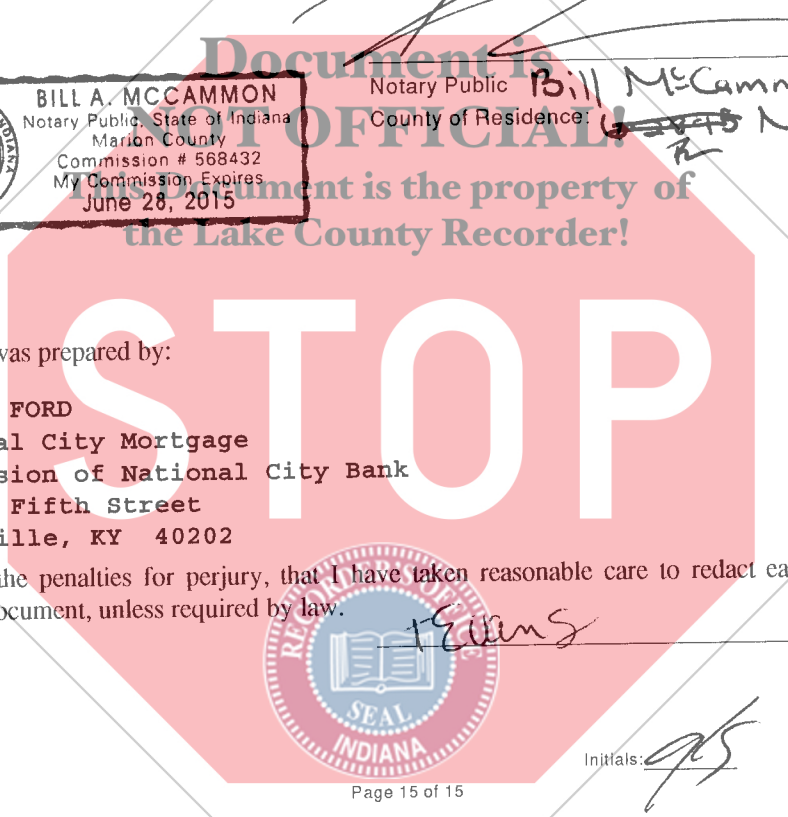 Document is
NOT OFFICIAL!
This Document is the property of
the Lake County Recorder!
STOP
BILL A. MCCAMMON
Notary Public, State of Indiana
Marion County
Commission # 568432
My Commission Expires
June 28, 2015
INDIANA
Notary Public Bill McCamm
County of Residence:
was prepared by:
FORD
al City Mortgage
sion of National City Bank
Fifth Street
ille, KY 40202
the penalties for perjury, that I have taken reasonable care to redact ea
ocument, unless required by law.
RECORDER'S OFFICE
SEAL
INDIANA
Initials:
Page 15 of 15